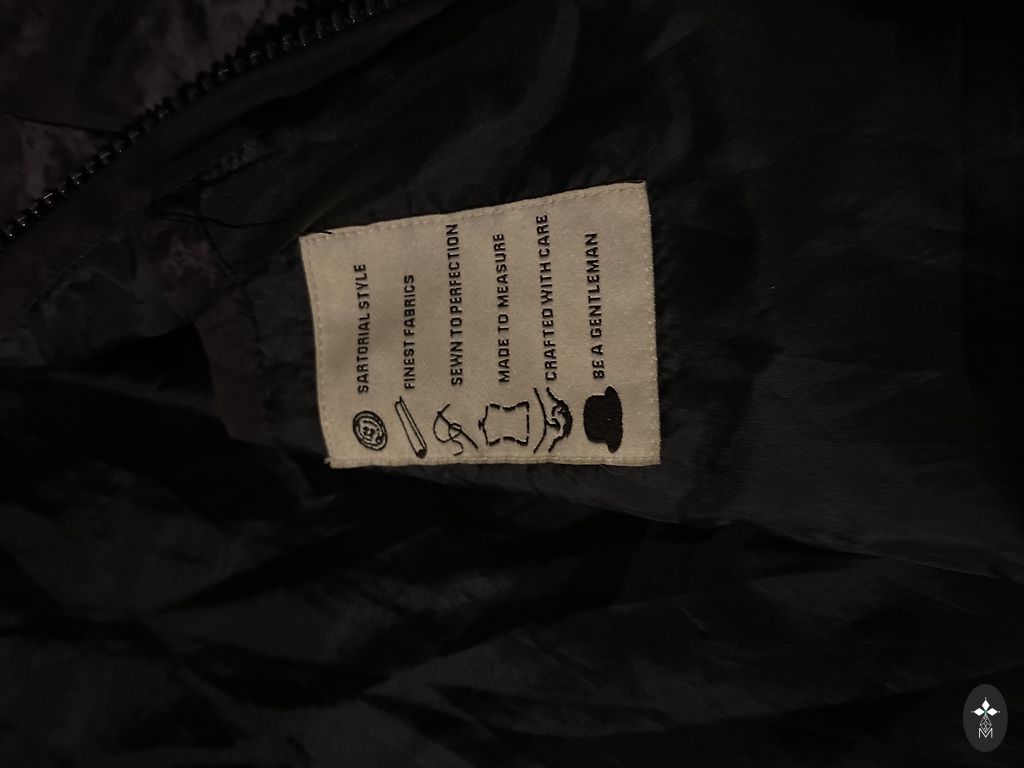 SARTORIAL STYLE
FINEST FABRICS
SEWN TO PERFECTION
MADE TO MEASURE
CRAFTED WITH CARE
BE A GENTLEMAN
M